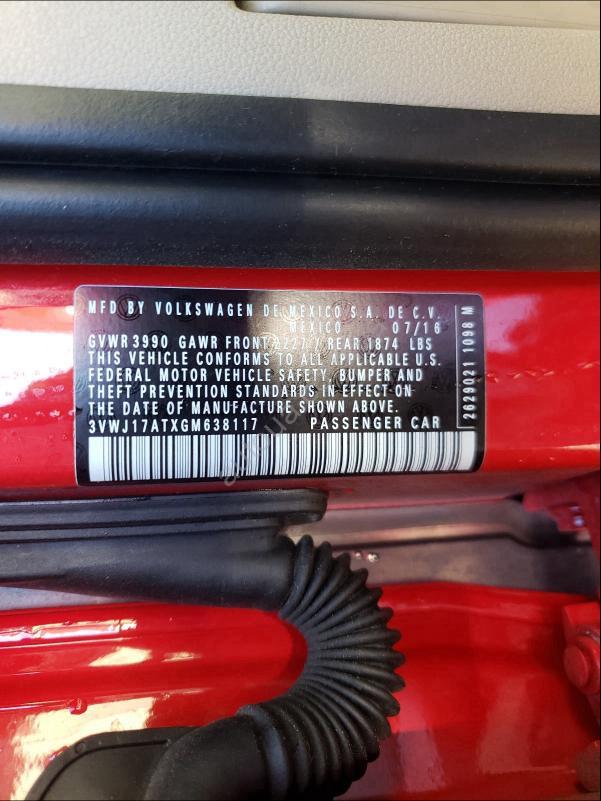 MFD BY VOLKSWAGEN DE MEXICO S.A. DE C.V.
MEXICO 07/16
GVWR 3990 GAWR FRONT 2227 / REAR 1874 LBS
THIS VEHICLE CONFORMS TO ALL APPLICABLE U.S.
FEDERAL MOTOR VEHICLE SAFETY, BUMPER AND
THEFT PREVENTION STANDARDS IN EFFECT ON
THE DATE OF MANUFACTURE SHOWN ABOVE.
3VWJ17ATXGM638117 PASSENGER CAR
2629021 1098 M